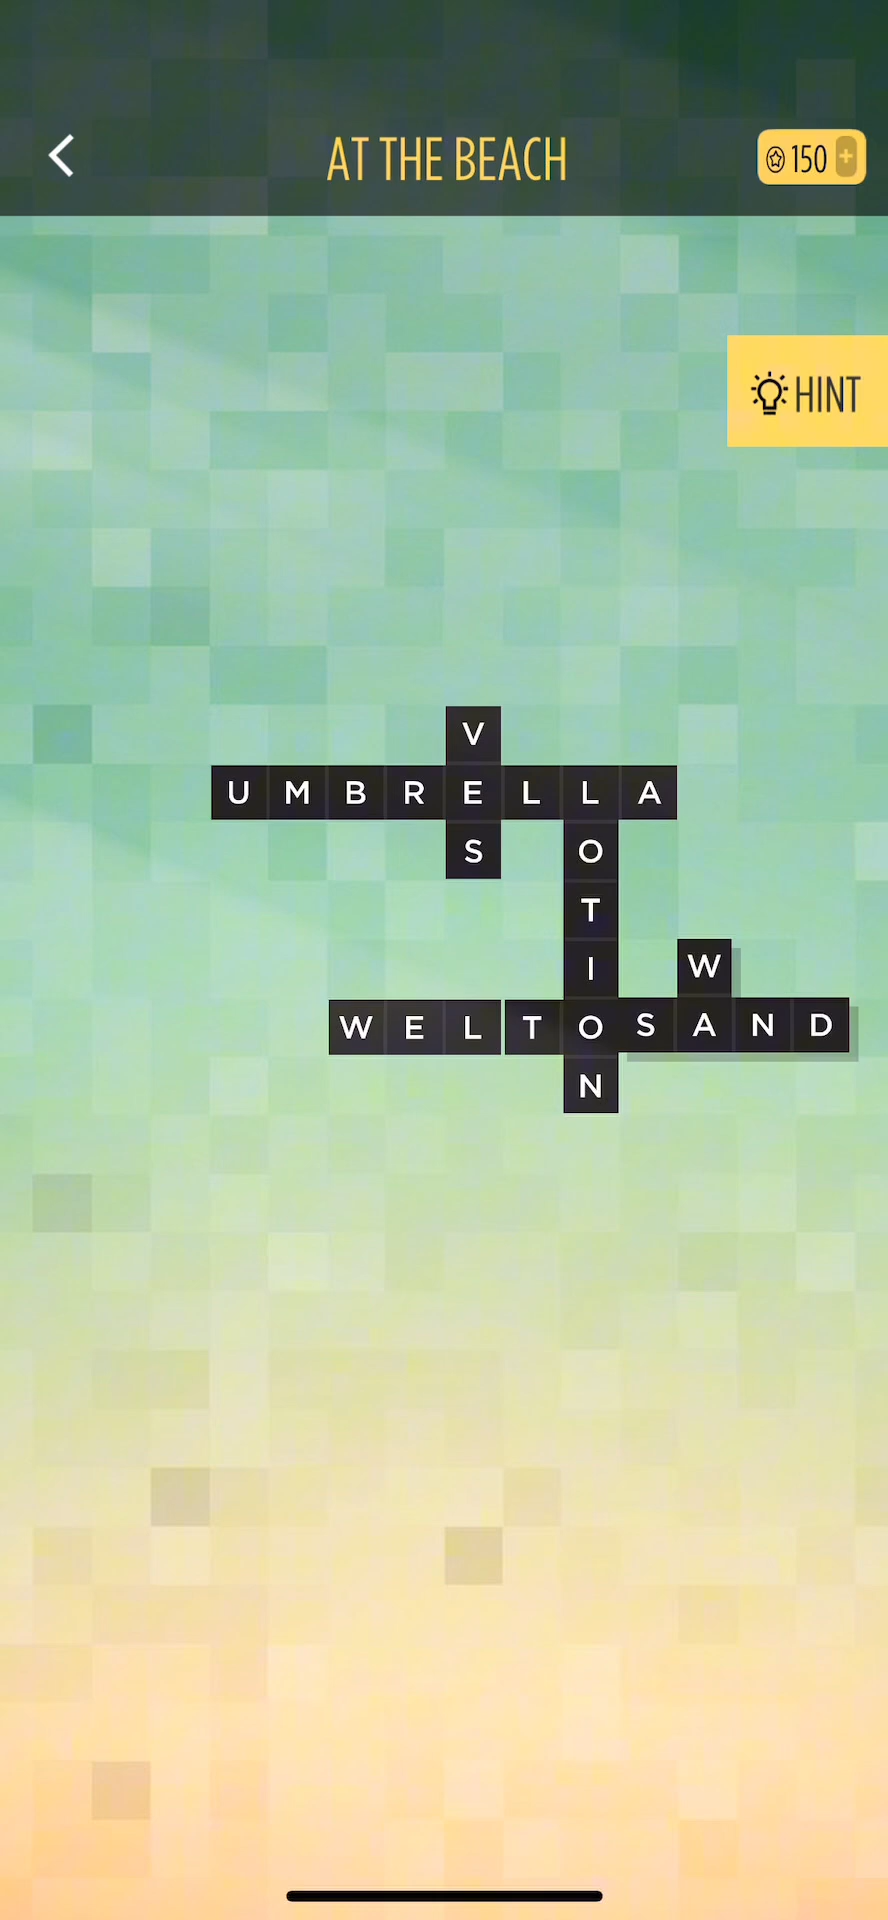 AT THE BEACH
150 +
HINT
V
UMBRELLA
S O
T
I W
WELTOSAND
N